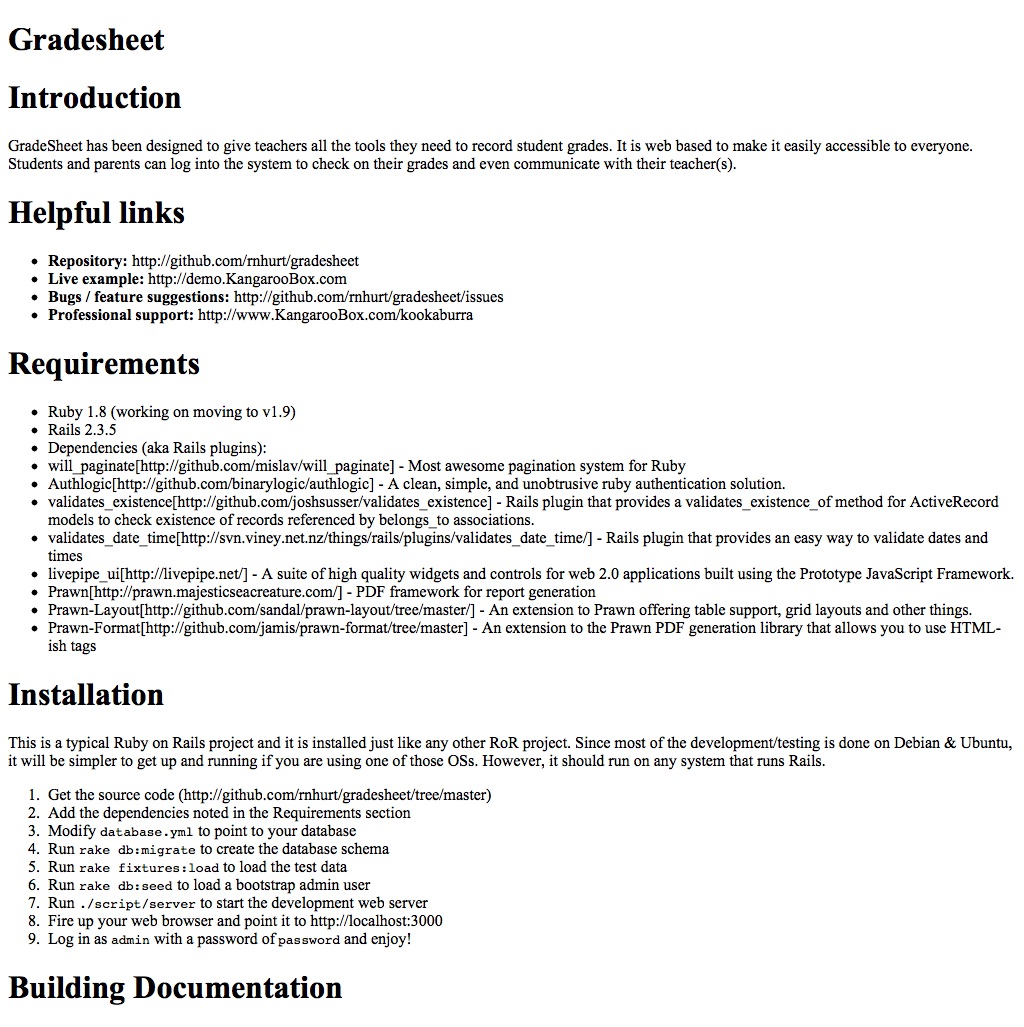 Gradesheet
Introduction
GradeSheet has been designed to give teachers all the tools they need to record student grades. It is web based to make it easily accessible to everyone.
Students and parents can log into the system to check on their grades and even communicate with their teacher(s).
Helpful links
• Repository: http://github.com/rnhurt/gradesheet
• Live example: http://demo.KangarooBox.com
• Bugs / feature suggestions: http://github.com/rnhurt/gradesheet/issues
• Professional support: http://www.KangarooBox.com/kookaburra
Requirements
• Ruby 1.8 (working on moving to v1.9)
• Rails 2.3.5
• Dependencies (aka Rails plugins):
• will_paginate[http://github.com/mislav/will_paginate] - Most awesome pagination system for Ruby
• Authlogic[http://github.com/binarylogic/authlogic] - A clean, simple, and unobtrusive ruby authentication solution.
• validates_existence[http://github.com/joshsusser/validates_existence] - Rails plugin that provides a validates_existence_of method for ActiveRecord
models to check existence of records referenced by belongs_to associations.
• validates_date_time[http://svn.viney.net.nz/things/rails/plugins/validates_date_time/] - Rails plugin that provides an easy way to validate dates and
times
• livepipe_ui[http://livepipe.net/] - A suite of high quality widgets and controls for web 2.0 applications built using the Prototype JavaScript Framework.
• Prawn[http://prawn.majesticseacreature.com/] - PDF framework for report generation
• Prawn-Layout[http://github.com/sandal/prawn-layout/tree/master/] - An extension to Prawn offering table support, grid layouts and other things.
• Prawn-Format[http://github.com/jamis/prawn-format/tree/master] - An extension to the Prawn PDF generation library that allows you to use HTML-
ish tags
Installation
This is a typical Ruby on Rails project and it is installed just like any other RoR project. Since most of the development/testing is done on Debian & Ubuntu,
it will be simpler to get up and running if you are using one of those OSs. However, it should run on any system that runs Rails.
1. Get the source code (http://github.com/rnhurt/gradesheet/tree/master)
2. Add the dependencies noted in the Requirements section
3. Modify database.yml to point to your database
4. Run rake db:migrate to create the database schema
5. Run rake fixtures:load to load the test data
6. Run rake db:seed to load a bootstrap admin user
7. Run ./script/server to start the development web server
8. Fire up your web browser and point it to http://localhost:3000
9. Log in as admin with a password of password and enjoy!
Building Documentation